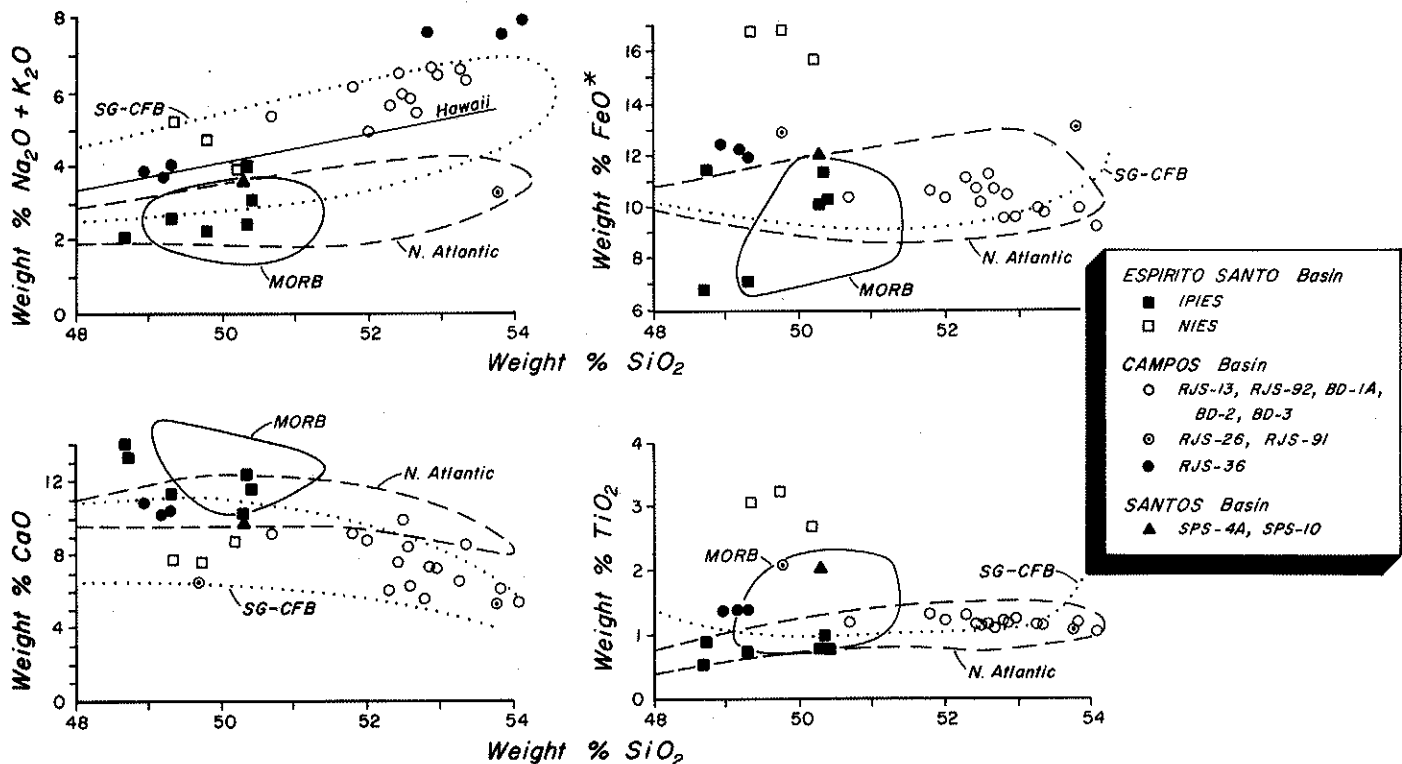 Weight % Na2O + K2O
8
6
4
2
0
48
50
52
54
SG-CFB
Hawaii
N. Atlantic
MORB
Weight % FeO*
16
14
12
10
8
6
48
50
52
SG-CFB
N. Atlantic
MORB
Weight % SiO2
ESPIRITO SANTO Basin
IPIES
NIES
CAMPOS Basin
RJS-13, RJS-92, BD-1A,
BD-2, BD-3
RJS-26, RJS-91
RJS-36
SANTOS Basin
SPS-4A, SPS-10
Weight % CaO
12
8
4
0
48
50
52
54
MORB
N. Atlantic
SG-CFB
Weight % TiO2
4
3
2
1
0
48
50
52
54
MORB
SG-CFB
N. Atlantic
Weight % SiO2